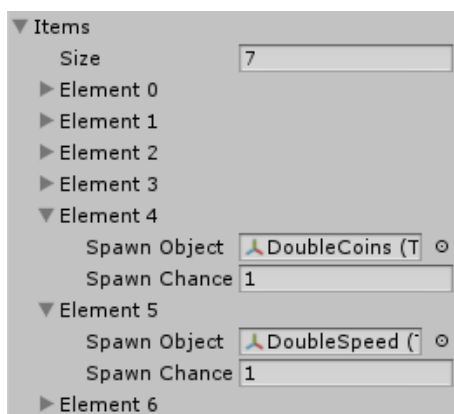 Items
Size 7
Element 0
Element 1
Element 2
Element 3
Element 4
Spawn Object DoubleCoins (T
Spawn Chance 1
Element 5
Spawn Object DoubleSpeed (
Spawn Chance 1
Element 6